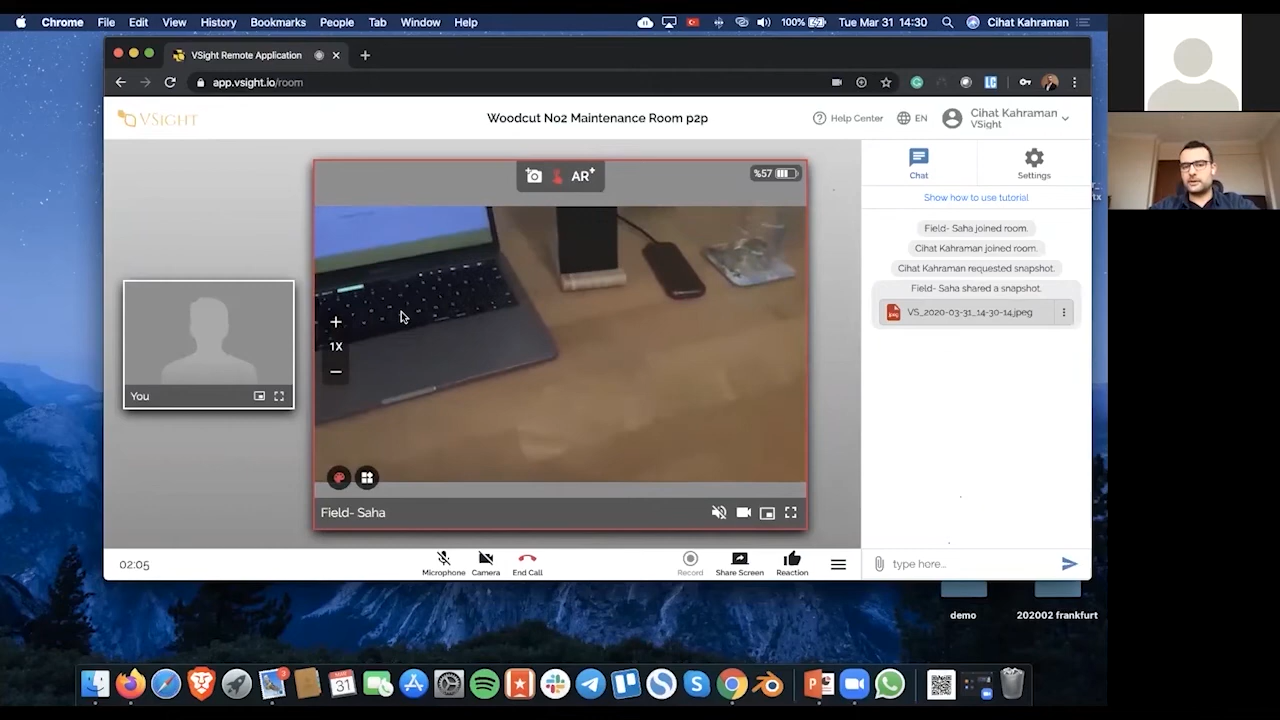 Chrome File Edit View History Bookmarks People Tab Window Help 100% Tue Mar 31 14:30 Cihat Kahraman
VSight Remote Application
app.vsight.io/room
VSIGHT
Woodcut No2 Maintenance Room p2p
Help Center
EN
Cihat Kahraman
VSight
AR+
%57
Chat
Settings
Show how to use tutorial
Field- Saha joined room.
Cihat Kahraman joined room.
Cihat Kahraman requested snapshot.
Field- Saha shared a snapshot.
VS_2020-03-31_14-30-14.jpeg
1X
You
Field- Saha
02:05
Microphone
Camera
End Call
Record
Share Screen
Reaction
type here...
demo
202002 frankfurt